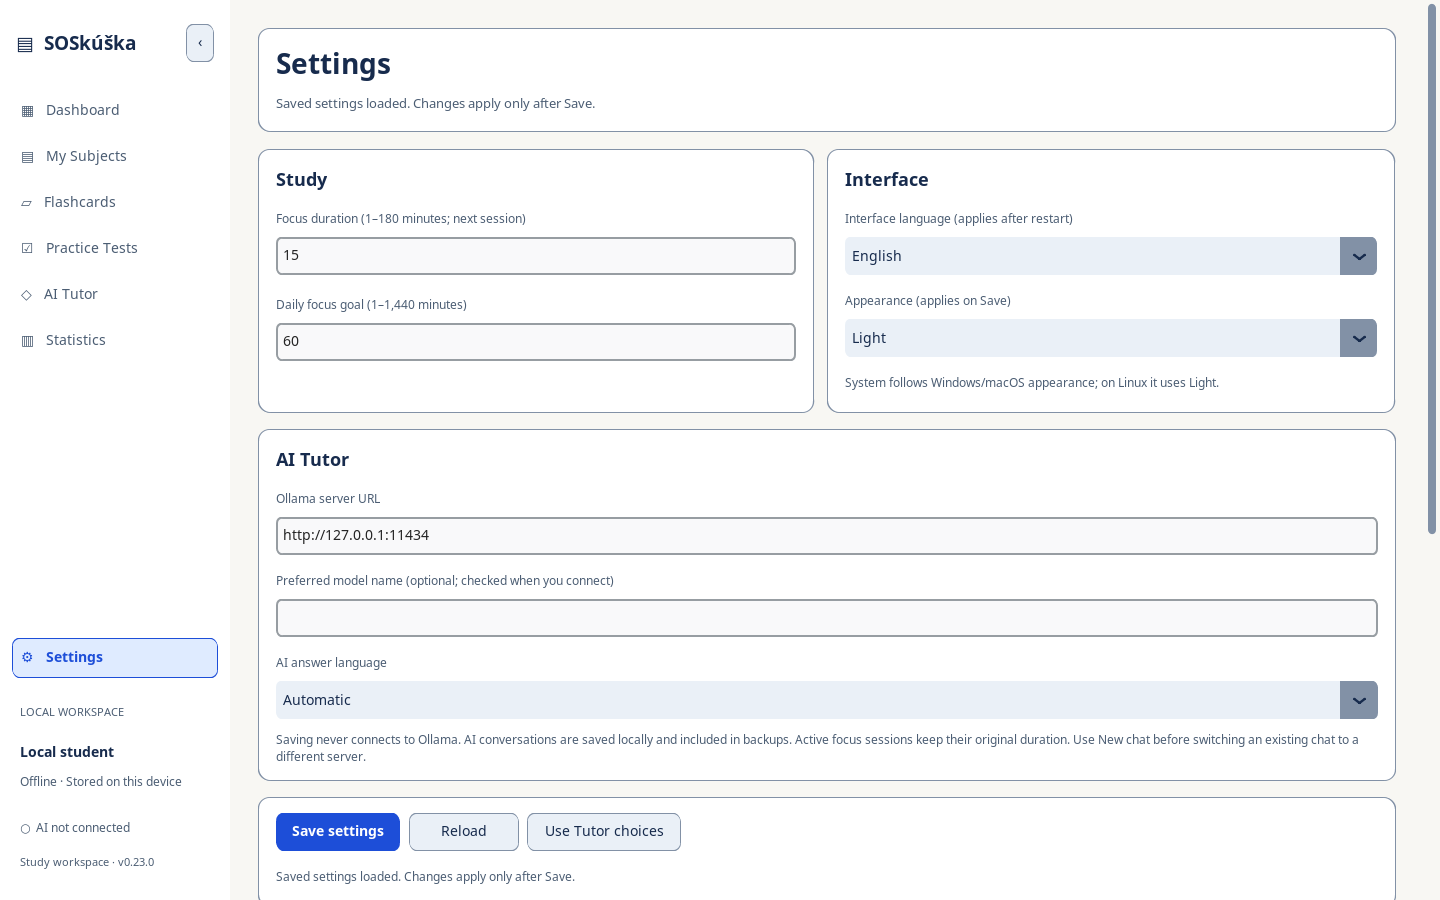 SOSkúška
Dashboard
My Subjects
Flashcards
Practice Tests
AI Tutor
Statistics
Settings
LOCAL WORKSPACE
Local student
Offline · Stored on this device
AI not connected
Study workspace · v0.23.0
Settings
Saved settings loaded. Changes apply only after Save.
Study
Focus duration (1–180 minutes; next session)
15
Daily focus goal (1–1,440 minutes)
60
Interface
Interface language (applies after restart)
English
Appearance (applies on Save)
Light
System follows Windows/macOS appearance; on Linux it uses Light.
AI Tutor
Ollama server URL
http://127.0.0.1:11434
Preferred model name (optional; checked when you connect)
AI answer language
Automatic
Saving never connects to Ollama. AI conversations are saved locally and included in backups. Active focus sessions keep their original duration. Use New chat before switching an existing chat to a
different server.
Save settings
Reload
Use Tutor choices
Saved settings loaded. Changes apply only after Save.